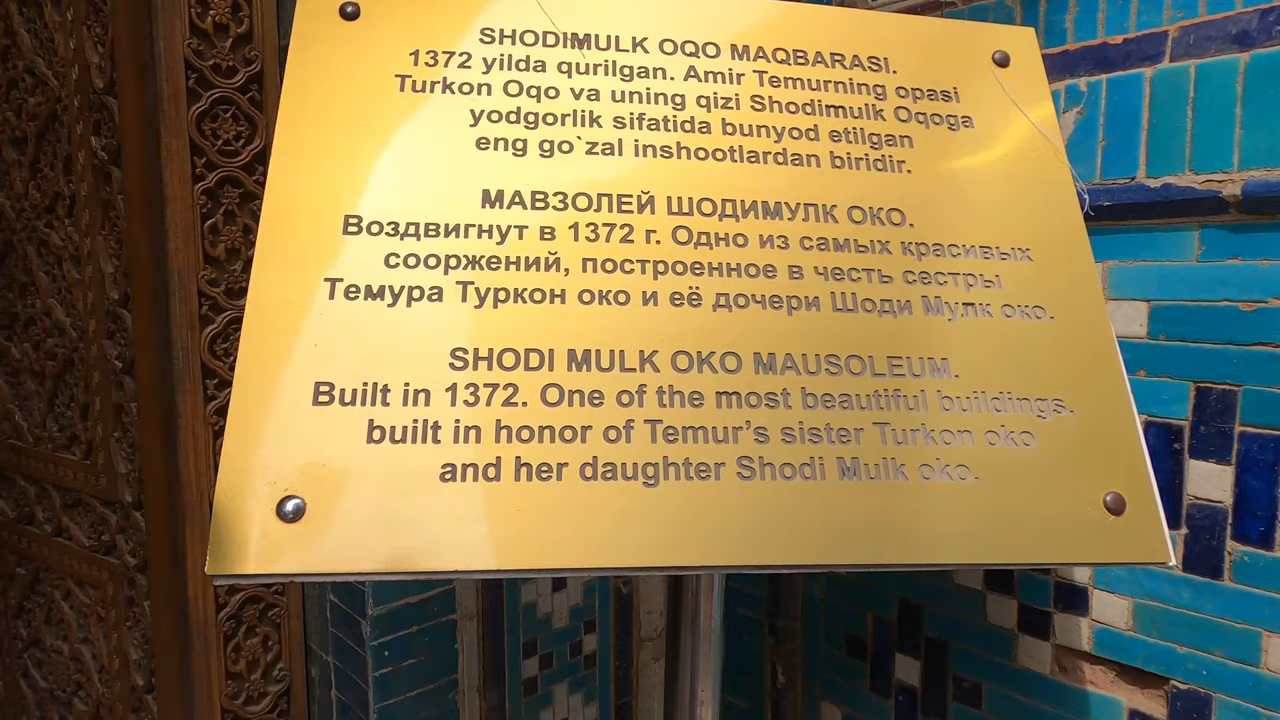 SHODIMULK OQO MAQBARASI.
1372 yilda qurilgan. Amir Temurning opasi
Turkon Oqo va uning qizi Shodimulk Oqoga
yodgorlik sifatida bunyod etilgan
eng go`zal inshootlardan biridir.
МАВЗОЛЕЙ ШОДИМУЛК ОКО.
Воздвигнут в 1372 г. Одно из самых красивых
сооржений, построенное в честь сестры
Темура Туркон око и её дочери Шоди Мулк око.
SHODI MULK OKO MAUSOLEUM.
Built in 1372. One of the most beautiful buildings.
built in honor of Temur’s sister Turkon oko
and her daughter Shodi Mulk oko.